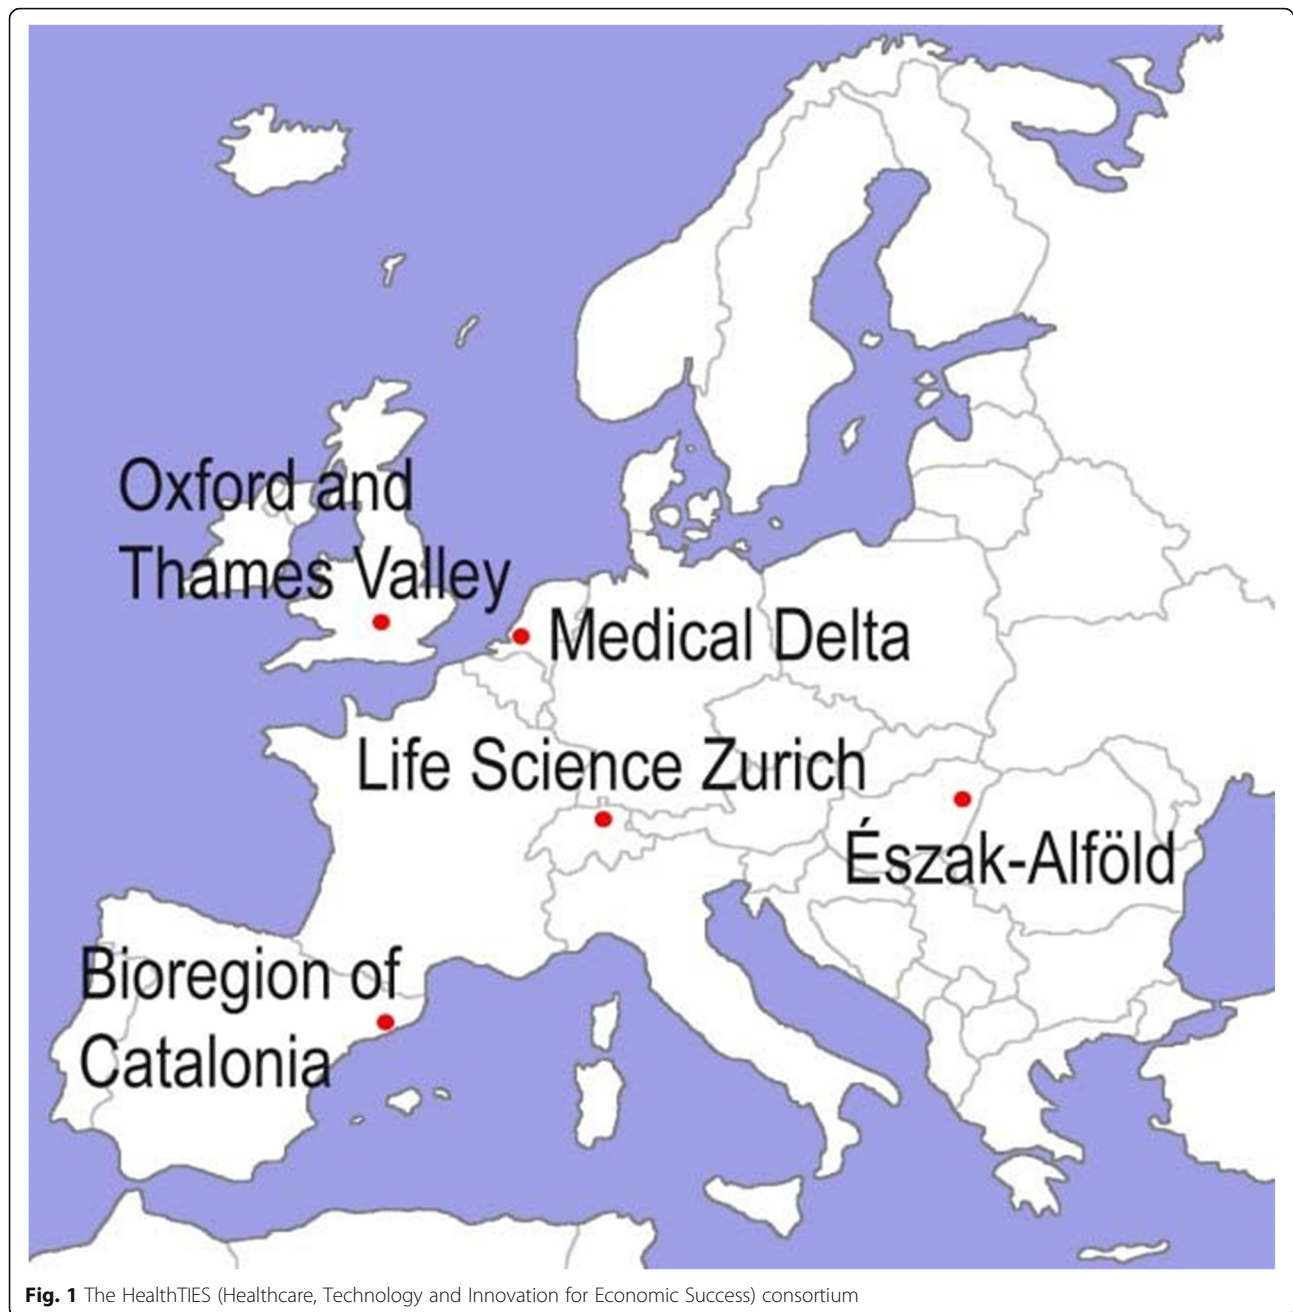 Oxford and
Thames Valley
Medical Delta
Life Science Zurich
Észak-Alföld
Bioregion of
Catalonia
Fig. 1 The HealthTIES (Healthcare, Technology and Innovation for Economic Success) consortium